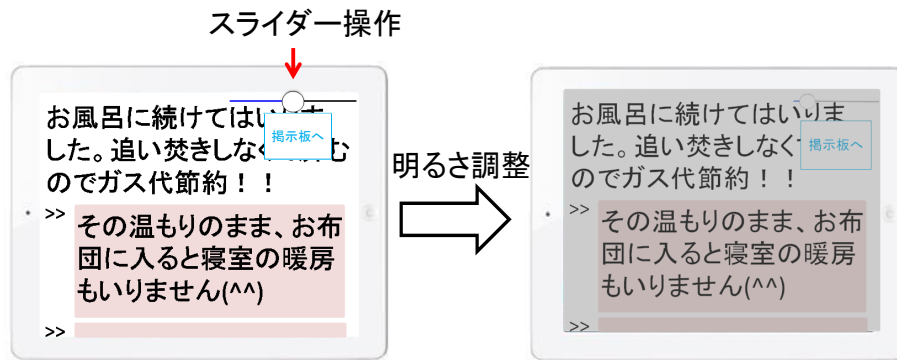 スライダー操作
お風呂に続けてはいりま
した。追い焚きしなく
のでガス代節約！！
掲示板へ
>>
その温もりのまま、お布
団に入ると寝室の暖房
もいりません(^^)
>>
明るさ調整
お風呂に続けてはいりま
した。追い焚きしなく
のでガス代節約！！
掲示板へ
>>
その温もりのまま、お布
団に入ると寝室の暖房
もいりません(^^)
>>